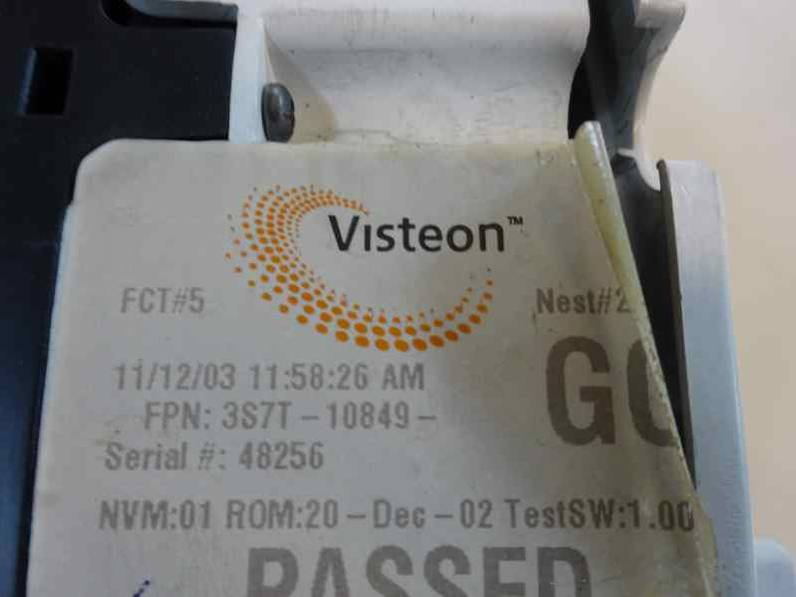 Visteon™
FCT#5 Nest#2
11/12/03 11:58:26 AM
FPN: 3S7T-10849-
Serial #: 48256
NVM:01 ROM:20-Dec-02 TestSW:1.00
PASSED